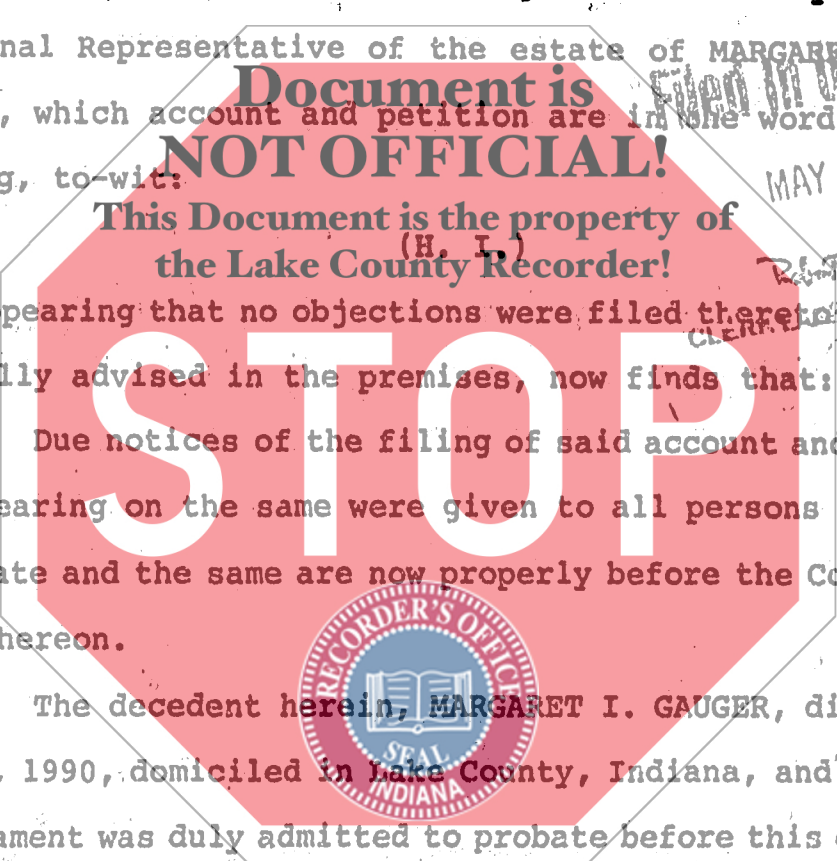 nal Representative of the estate of MARGARE
Document is
, which account and petition are in the word
NOT OFFICIAL!
g, to-wit:
MAY
This Document is the property of
(H. I.)
the Lake County Recorder!
pearing that no objections were filed thereto
CLERK
lly advised in the premises, now finds that:
STOP
Due notices of the filing of said account and
earing on the same were given to all persons
ate and the same are now properly before the Co
hereon.
RECORDER'S OFFICE
The decedent herein, MARGARET I. GAUGER, di
SEAL
1990, domiciled in Lake County, Indiana, and
INDIANA
ament was duly admitted to probate before this